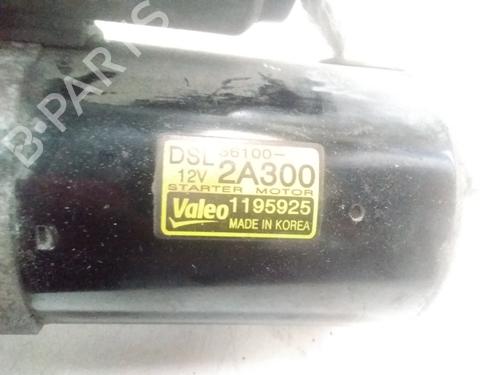 DSL 36100-
12V 2A300
STARTER MOTOR
Valeo 1195925
MADE IN KOREA
B-PARTS